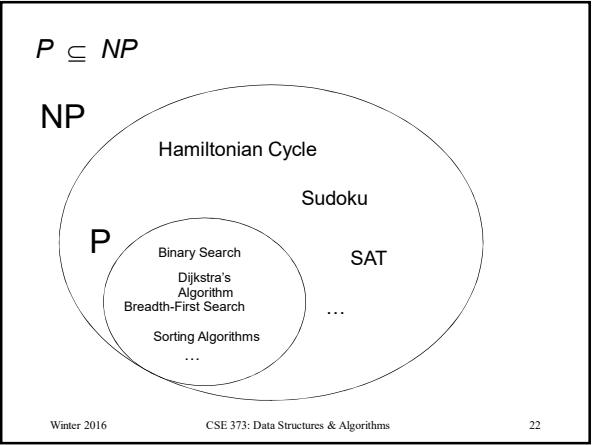 P ⊆ NP
NP
Hamiltonian Cycle
Sudoku
P
Binary Search
SAT
Dijkstra's
Algorithm
Breadth-First Search
…
Sorting Algorithms
…
Winter 2016 CSE 373: Data Structures & Algorithms 22